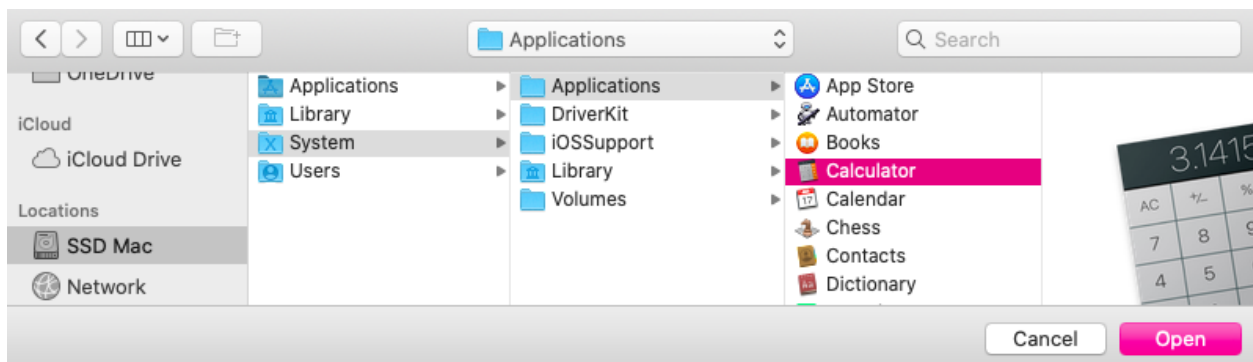 Applications
Search
OneDrive
iCloud
iCloud Drive
Locations
SSD Mac
Network
Applications
Library
System
Users
Applications
DriverKit
iOSSupport
Library
Volumes
App Store
Automator
Books
Calculator
Calendar
Chess
Contacts
Dictionary
17
3.1415
AC +/- %
7 8
4 5
Cancel
Open